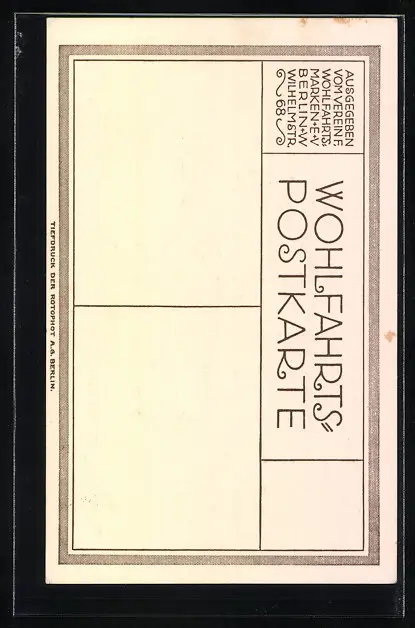 AUSGEGEBEN
VOM VEREIN F.
WOHLFAHRTS-
MARKEN•E•V
BERLIN•W
WILHELMSTR.
68
WOHLFAHRTS=
POSTKARTE
TIEFDRUCK DER ROTOPHOT A.G. BERLIN.